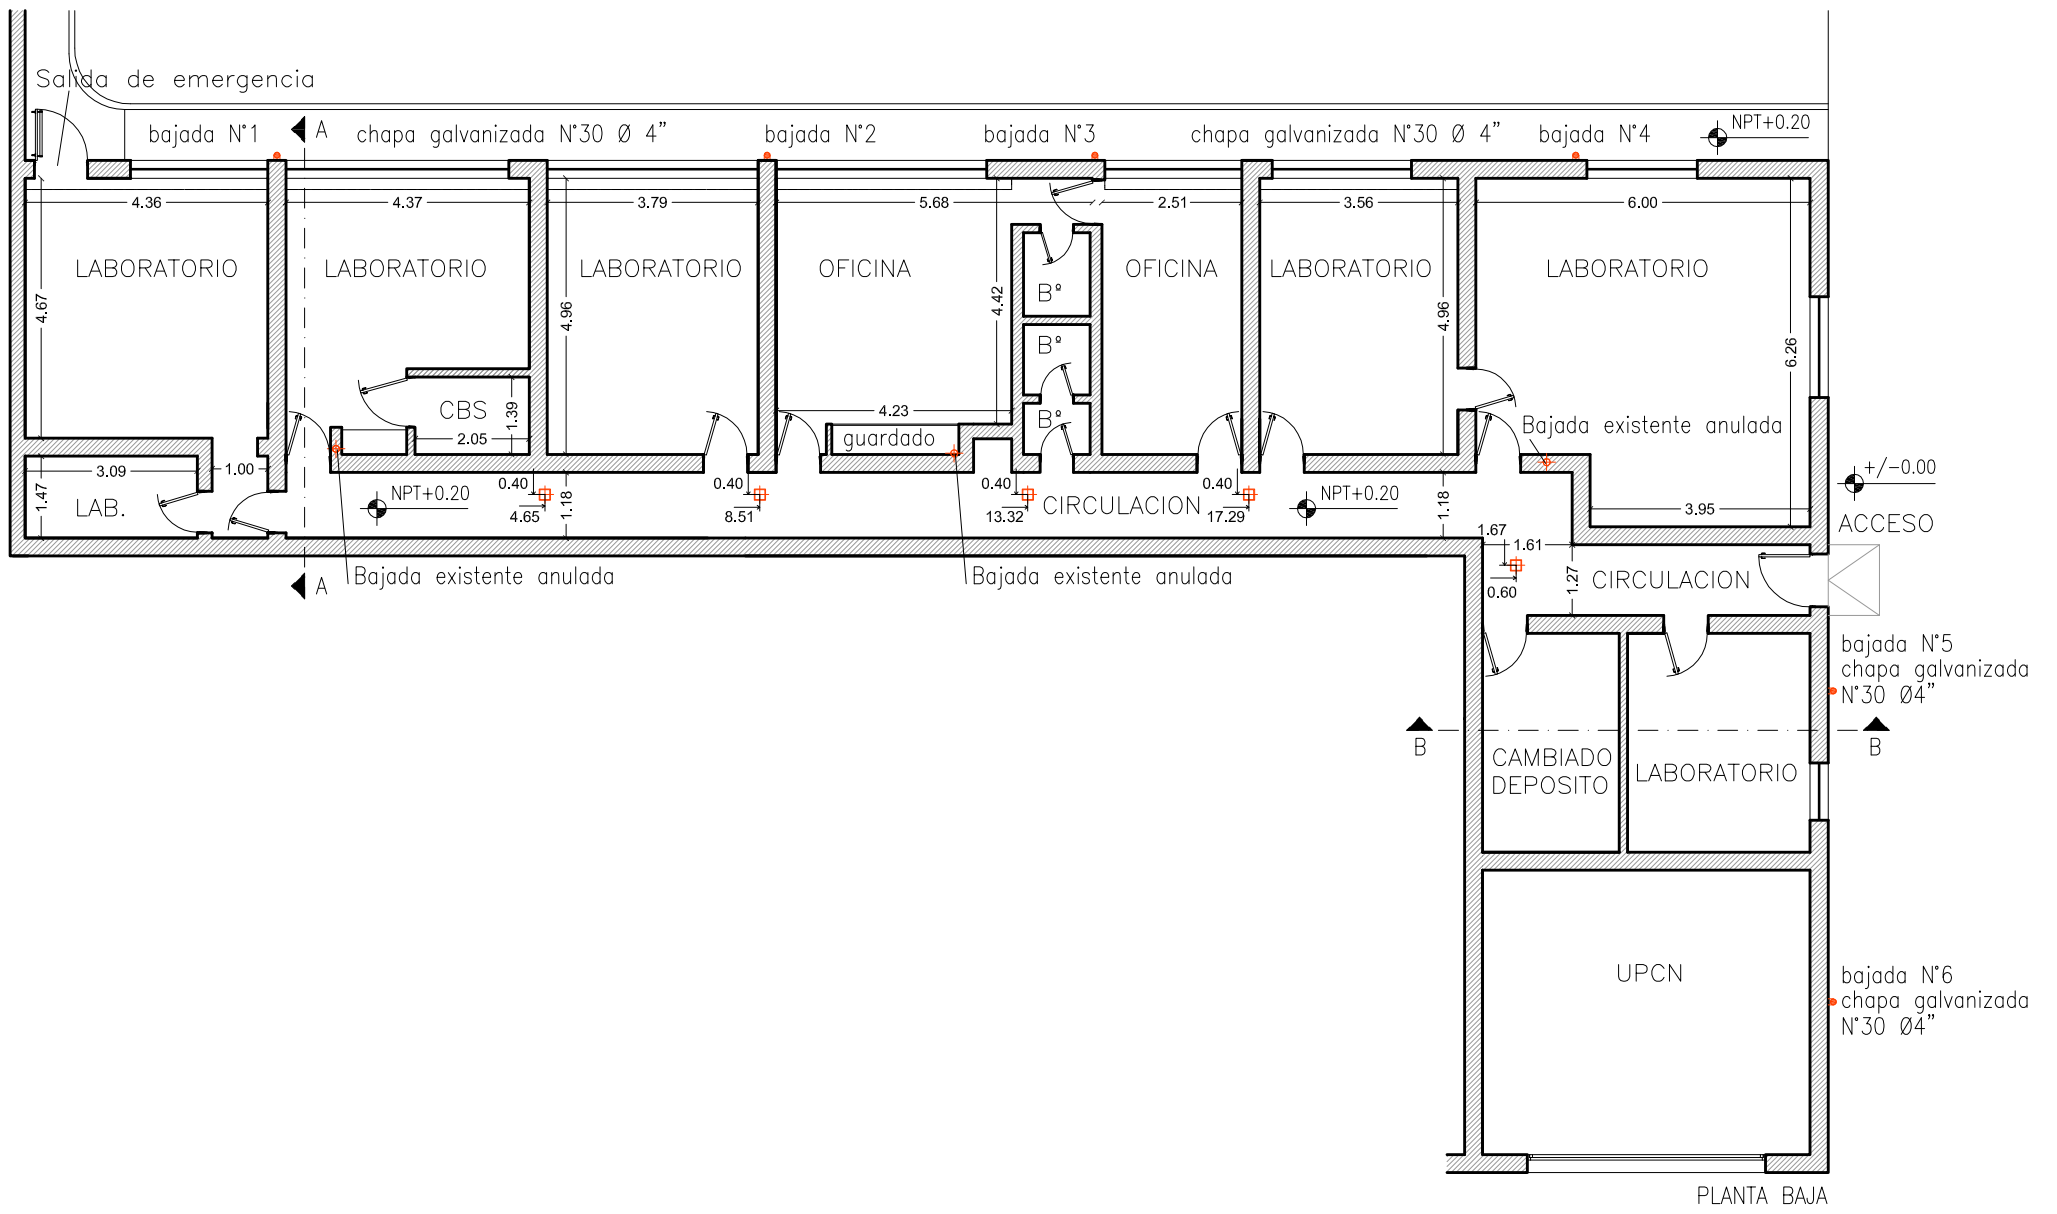 Salida de emergencia
bajada N°1
A
chapa galvanizada N°30 Ø 4”
bajada N°2
bajada N°3
chapa galvanizada N°30 Ø 4”
bajada N°4
NPT+0.20
4.36
4.37
3.79
5.68
2.51
3.56
6.00
LABORATORIO
LABORATORIO
LABORATORIO
OFICINA
OFICINA
LABORATORIO
LABORATORIO
4.67
4.96
4.42
Bº
4.96
6.26
Bº
CBS
1.39
2.05
4.23
guardado
Bº
Bajada existente anulada
3.09
1.00
1.47
LAB.
NPT+0.20
0.40
4.65
1.18
0.40
8.51
0.40
13.32
CIRCULACION
0.40
17.29
NPT+0.20
1.18
3.95
+/-0.00
ACCESO
1.67
1.61
1.27
0.60
CIRCULACION
A
Bajada existente anulada
Bajada existente anulada
bajada N°5
chapa galvanizada
N°30 Ø4”
B
B
CAMBIADO
DEPOSITO
LABORATORIO
UPCN
bajada N°6
chapa galvanizada
N°30 Ø4”
PLANTA BAJA